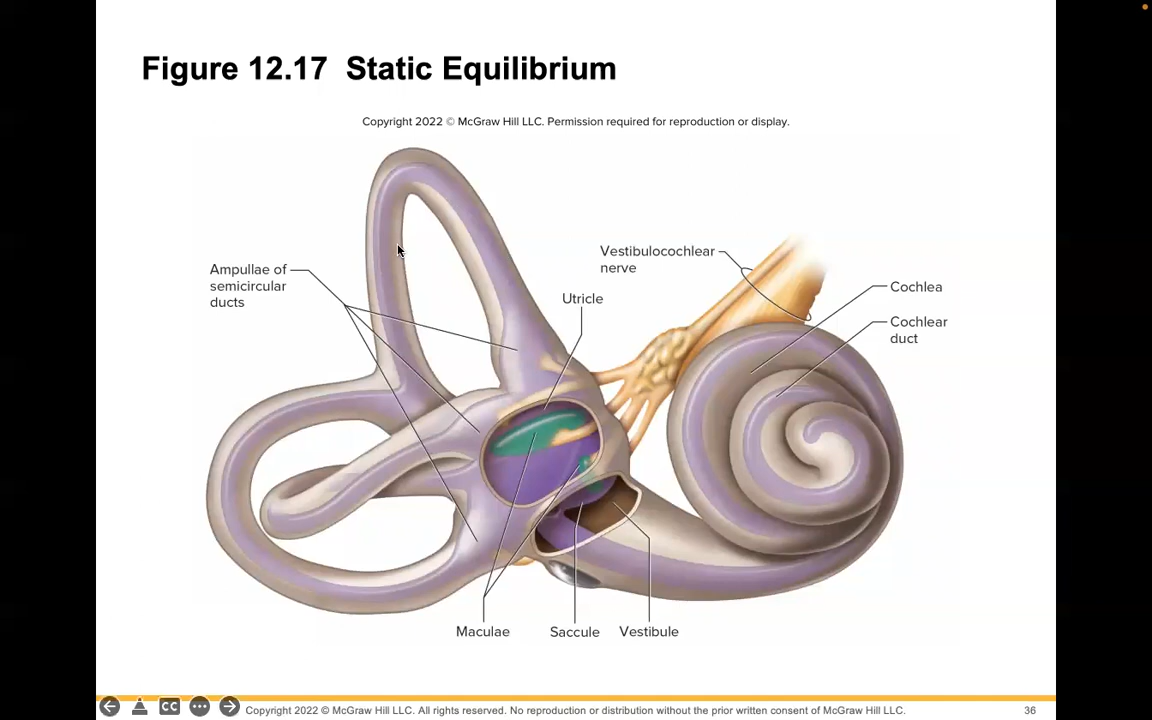 Figure 12.17 Static Equilibrium
Copyright 2022 © McGraw Hill LLC. Permission required for reproduction or display.
Vestibulocochlear
nerve
Ampullae of
semicircular
ducts
Utricle
Cochlea
Cochlear
duct
Maculae
Saccule
Vestibule
CC
Copyright 2022 © McGraw Hill LLC. All rights reserved. No reproduction or distribution without the prior written consent of McGraw Hill LLC.
36